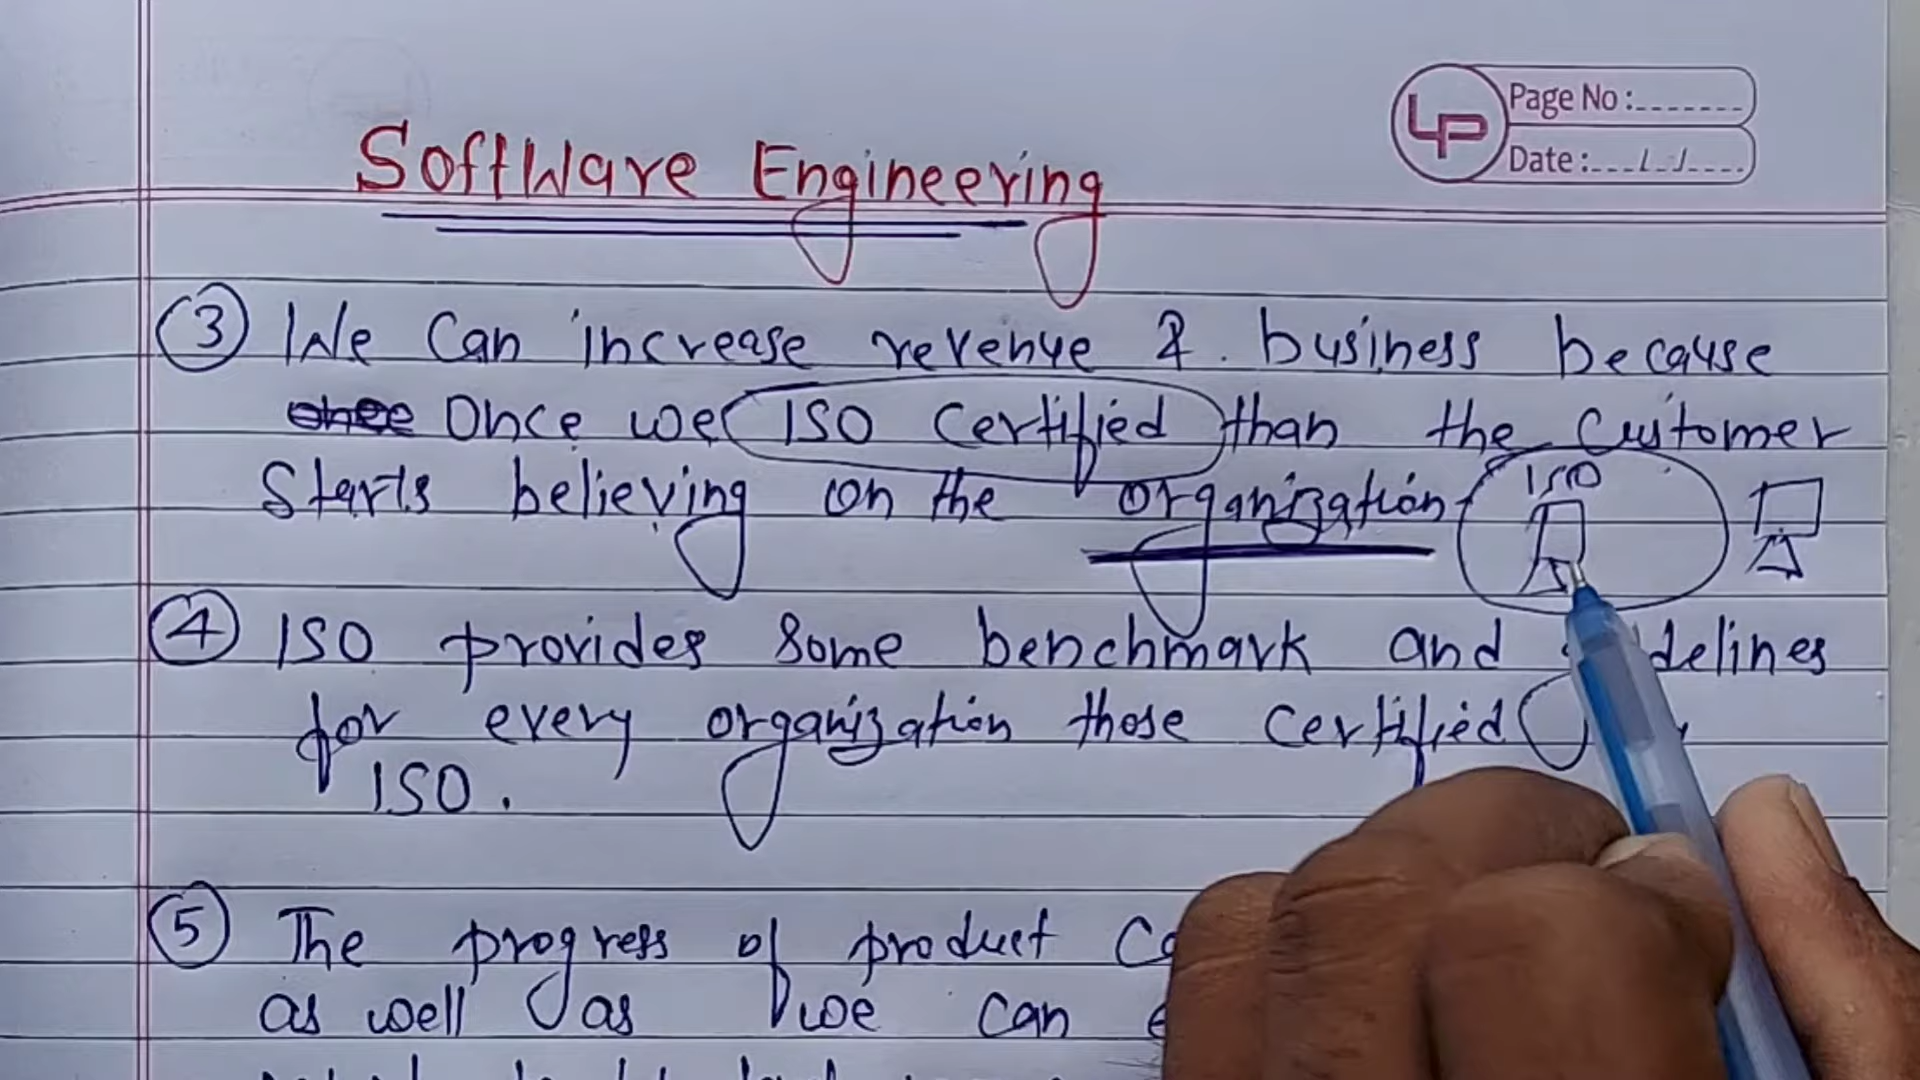 LP
Page No :
Date :
Software Engineering
③ We Can increase revenue & business because
Once we ISO Certified than the Customer
Starts believing on the organization
ISO
④ ISO provides some benchmark and
for every organization those certified
ISO.
⑤ The progress of product
as well as we can